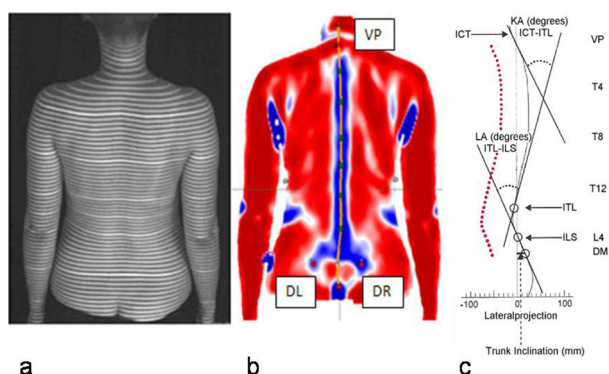 VP
DL
DR
KA (degrees)
ICT
ICT-ITL
VP
T4
LA (degrees)
ITL-ILS
T8
T12
ITL
ILS
L4
DM
-100
0
100
Lateralprojection
Trunk Inclination (mm)
a
b
c